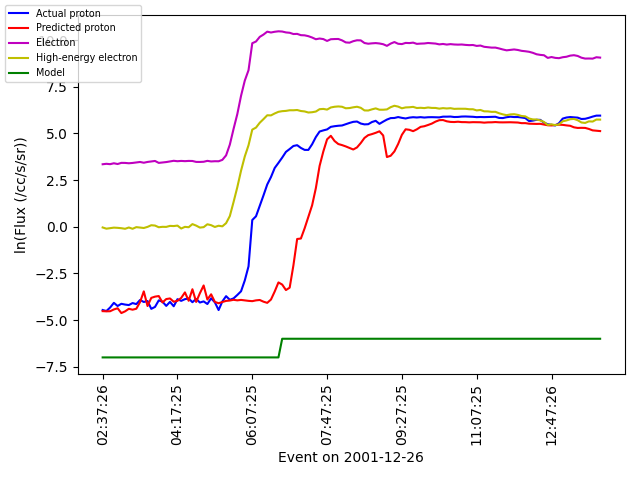 Actual proton
Predicted proton
Electron
High-energy electron
Model
7.5
5.0
2.5
0.0
−2.5
−5.0
−7.5
ln(Flux (/cc/s/sr))
02:37:26
04:17:25
06:07:25
07:47:25
09:27:25
11:07:25
12:47:26
Event on 2001-12-26